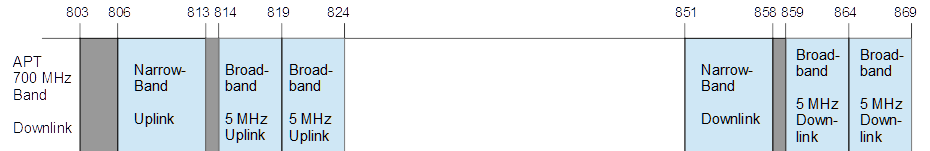 803 806 813 814 819 824 851 858 859 864 869
APT
700 MHz
Band
Downlink
Narrow-
Band
Uplink
Broad-
band
5 MHz
Uplink
Broad-
band
5 MHz
Uplink
Narrow-
Band
Downlink
Broad-
band
5 MHz
Down-
link
Broad-
band
5 MHz
Down-
link